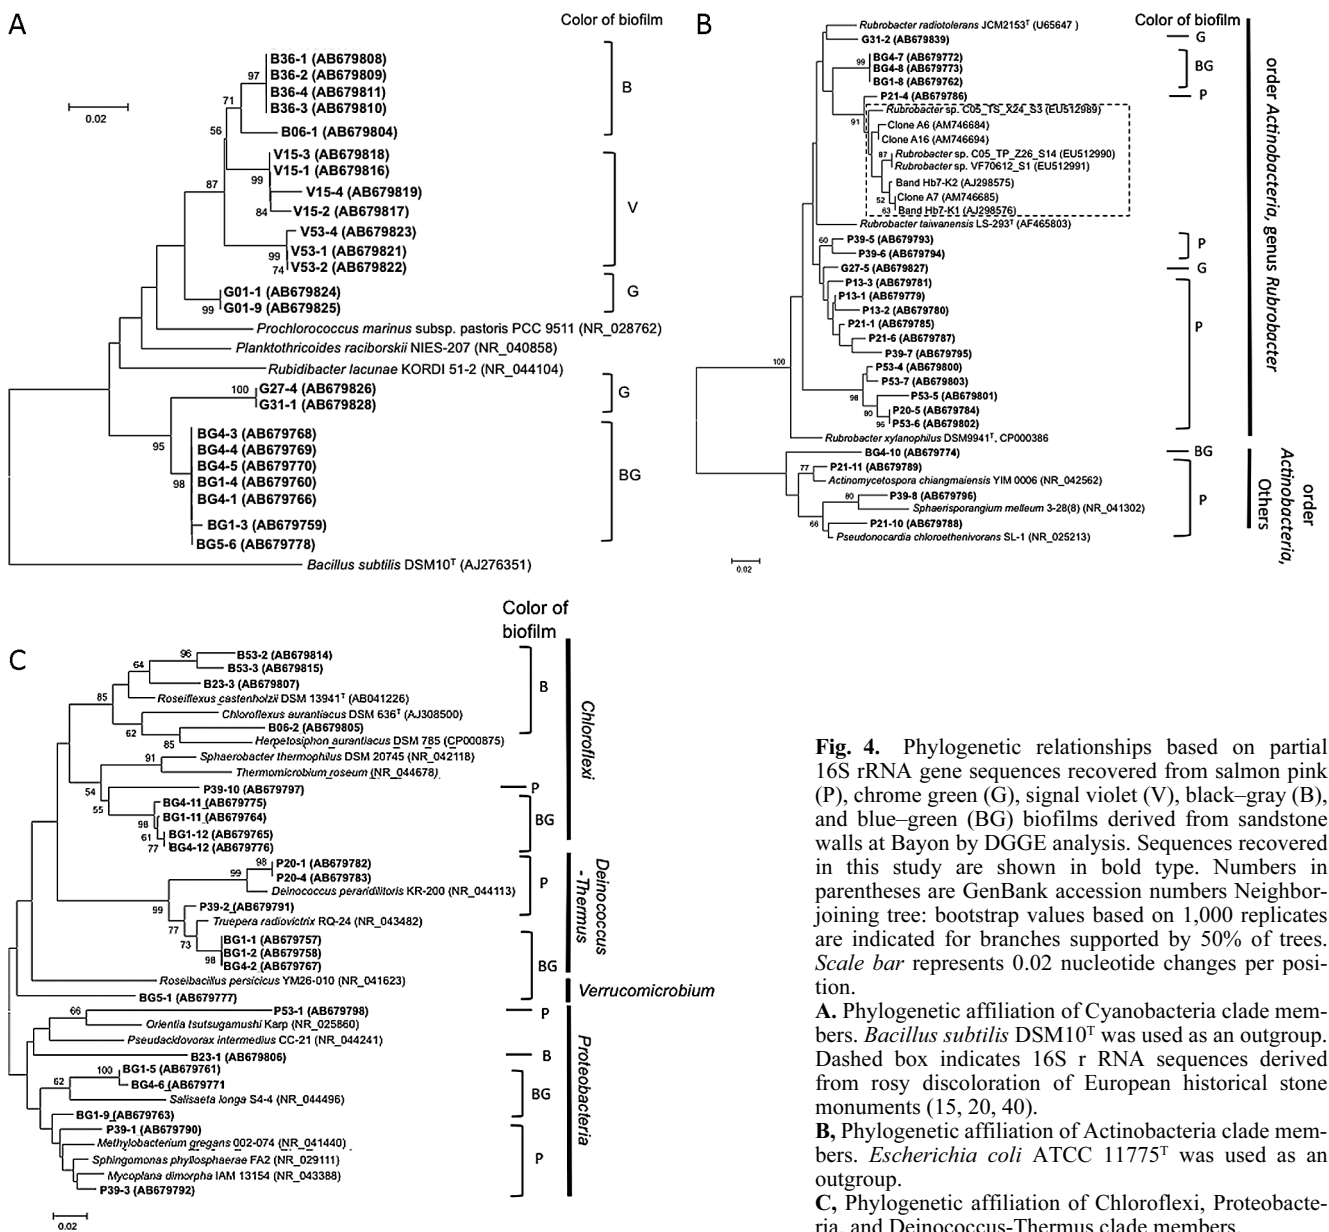 A
Color of biofilm
B36-1 (AB679808)
B36-2 (AB679809)
97
B36-4 (AB679811)
B
B36-3 (AB679810)
71
0.02
B06-1 (AB679804)
56
V15-3 (AB679818)
V15-1 (AB679816)
99
87
V15-4 (AB679819)
84
V15-2 (AB679817)
V
V53-4 (AB679823)
99
V53-1 (AB679821)
74
V53-2 (AB679822)
G01-1 (AB679824)
G
99
G01-9 (AB679825)
Prochlorococcus marinus subsp. pastoris PCC 9511 (NR_028762)
Planktothricoides raciborskii NIES-207 (NR_040858)
Rubidibacter lacunae KORDI 51-2 (NR_044104)
100
G27-4 (AB679826)
G
G31-1 (AB679828)
BG4-3 (AB679768)
95
BG4-4 (AB679769)
BG4-5 (AB679770)
98
BG1-4 (AB679760)
BG
BG4-1 (AB679766)
BG1-3 (AB679759)
BG5-6 (AB679778)
Bacillus subtilis DSM10T (AJ276351)
B
Color of biofilm
Rubrobacter radiotolerans JCM2153T (U65647 )
G31-2 (AB679839)
G
99
BG4-7 (AB679772)
BG4-8 (AB679773)
BG
BG1-8 (AB679762)
P21-4 (AB679786)
P
Rubrobacter sp. C05_TS_X24_S3 (EU512989)
91
Clone A6 (AM746684)
Clone A16 (AM746694)
87
Rubrobacter sp. C05_TP_Z26_S14 (EU512990)
Rubrobacter sp. VF70612_S1 (EU512991)
Band Hb7-K2 (AJ298575)
52
Clone A7 (AM746685)
63
Band Hb7-K1 (AJ298576)
Rubrobacter taiwanensis LS-293T (AF465803)
60
P39-5 (AB679793)
P
P39-6 (AB679794)
G27-5 (AB679827)
G
P13-3 (AB679781)
P13-1 (AB679779)
P13-2 (AB679780)
P21-1 (AB679785)
P
P21-6 (AB679787)
P39-7 (AB679795)
100
P53-4 (AB679800)
P53-7 (AB679803)
98
P53-5 (AB679801)
80
P20-5 (AB679784)
96
P53-6 (AB679802)
Rubrobacter xylanophilus DSM9941T, CP000386
order Actinobacteria, genus Rubrobacter
BG4-10 (AB679774)
BG
77
P21-11 (AB679789)
Actinomycetospora chiangmaiensis YIM 0006 (NR_042562)
80
P39-8 (AB679796)
P
Sphaerisporangium melleum 3-28(8) (NR_041302)
66
P21-10 (AB679788)
Pseudonocardia chloroethenivorans SL-1 (NR_025213)
order
Actinobacteria,
Others
0.02
C
Color of
biofilm
96
B53-2 (AB679814)
64
B53-3 (AB679815)
B23-3 (AB679807)
B
85
Roseiflexus castenholzii DSM 13941T (AB041226)
Chloroflexus aurantiacus DSM 636T (AJ308500)
62
B06-2 (AB679805)
85
Herpetosiphon aurantiacus DSM 785 (CP000875)
91
Sphaerobacter thermophilus DSM 20745 (NR_042118)
Thermomicrobium roseum (NR_044678)
54
P39-10 (AB679797)
P
55
BG4-11 (AB679775)
98
BG1-11 (AB679764)
BG
61
BG1-12 (AB679765)
77
BG4-12 (AB679776)
Chloroflexi
98
P20-1 (AB679782)
99
P20-4 (AB679783)
P
Deinococcus peraridilitoris KR-200 (NR_044113)
99
P39-2 (AB679791)
77
Truepera radiovictrix RQ-24 (NR_043482)
73
BG1-1 (AB679757)
BG1-2 (AB679758)
98
BG4-2 (AB679767)
BG
Deinococcus
-Thermus
Roseibacillus persicicus YM26-010 (NR_041623)
BG5-1 (AB679777)
Verrucomicrobium
66
P53-1 (AB679798)
P
Orientia tsutsugamushi Karp (NR_025860)
Pseudacidovorax intermedius CC-21 (NR_044241)
B23-1 (AB679806)
B
100
BG1-5 (AB679761)
62
BG4-6 (AB679771
BG
Salisaeta longa S4-4 (NR_044496)
BG1-9 (AB679763)
P39-1 (AB679790)
Methylobacterium gregans 002-074 (NR_041440)
Sphingomonas phyllosphaerae FA2 (NR_029111)
P
Mycoplana dimorpha IAM 13154 (NR_043388)
P39-3 (AB679792)
Proteobacteria
0.02
Fig. 4. Phylogenetic relationships based on partial
16S rRNA gene sequences recovered from salmon pink
(P), chrome green (G), signal violet (V), black–gray (B),
and blue–green (BG) biofilms derived from sandstone
walls at Bayon by DGGE analysis. Sequences recovered
in this study are shown in bold type. Numbers in
parentheses are GenBank accession numbers Neighbor-
joining tree: bootstrap values based on 1,000 replicates
are indicated for branches supported by 50% of trees.
Scale bar represents 0.02 nucleotide changes per posi-
tion.
A. Phylogenetic affiliation of Cyanobacteria clade mem-
bers. Bacillus subtilis DSM10T was used as an outgroup.
Dashed box indicates 16S r RNA sequences derived
from rosy discoloration of European historical stone
monuments (15, 20, 40).
B, Phylogenetic affiliation of Actinobacteria clade mem-
bers. Escherichia coli ATCC 11775T was used as an
outgroup.
C, Phylogenetic affiliation of Chloroflexi, Proteobacte-
ria, and Deinococcus-Thermus clade members.